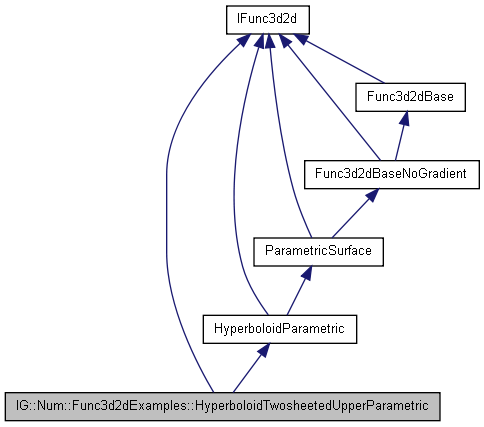 IFunc3d2d
Func3d2dBase
Func3d2dBaseNoGradient
ParametricSurface
HyperboloidParametric
IG::Num::Func3d2dExamples::HyperboloidTwosheetedUpperParametric